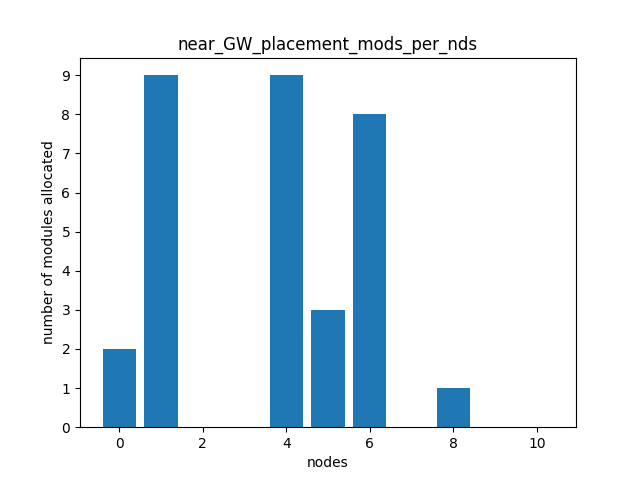 near_GW_placement_mods_per_nds
number of modules allocated
9
8
7
6
5
4
3
2
1
0
0 2 4 6 8 10
nodes